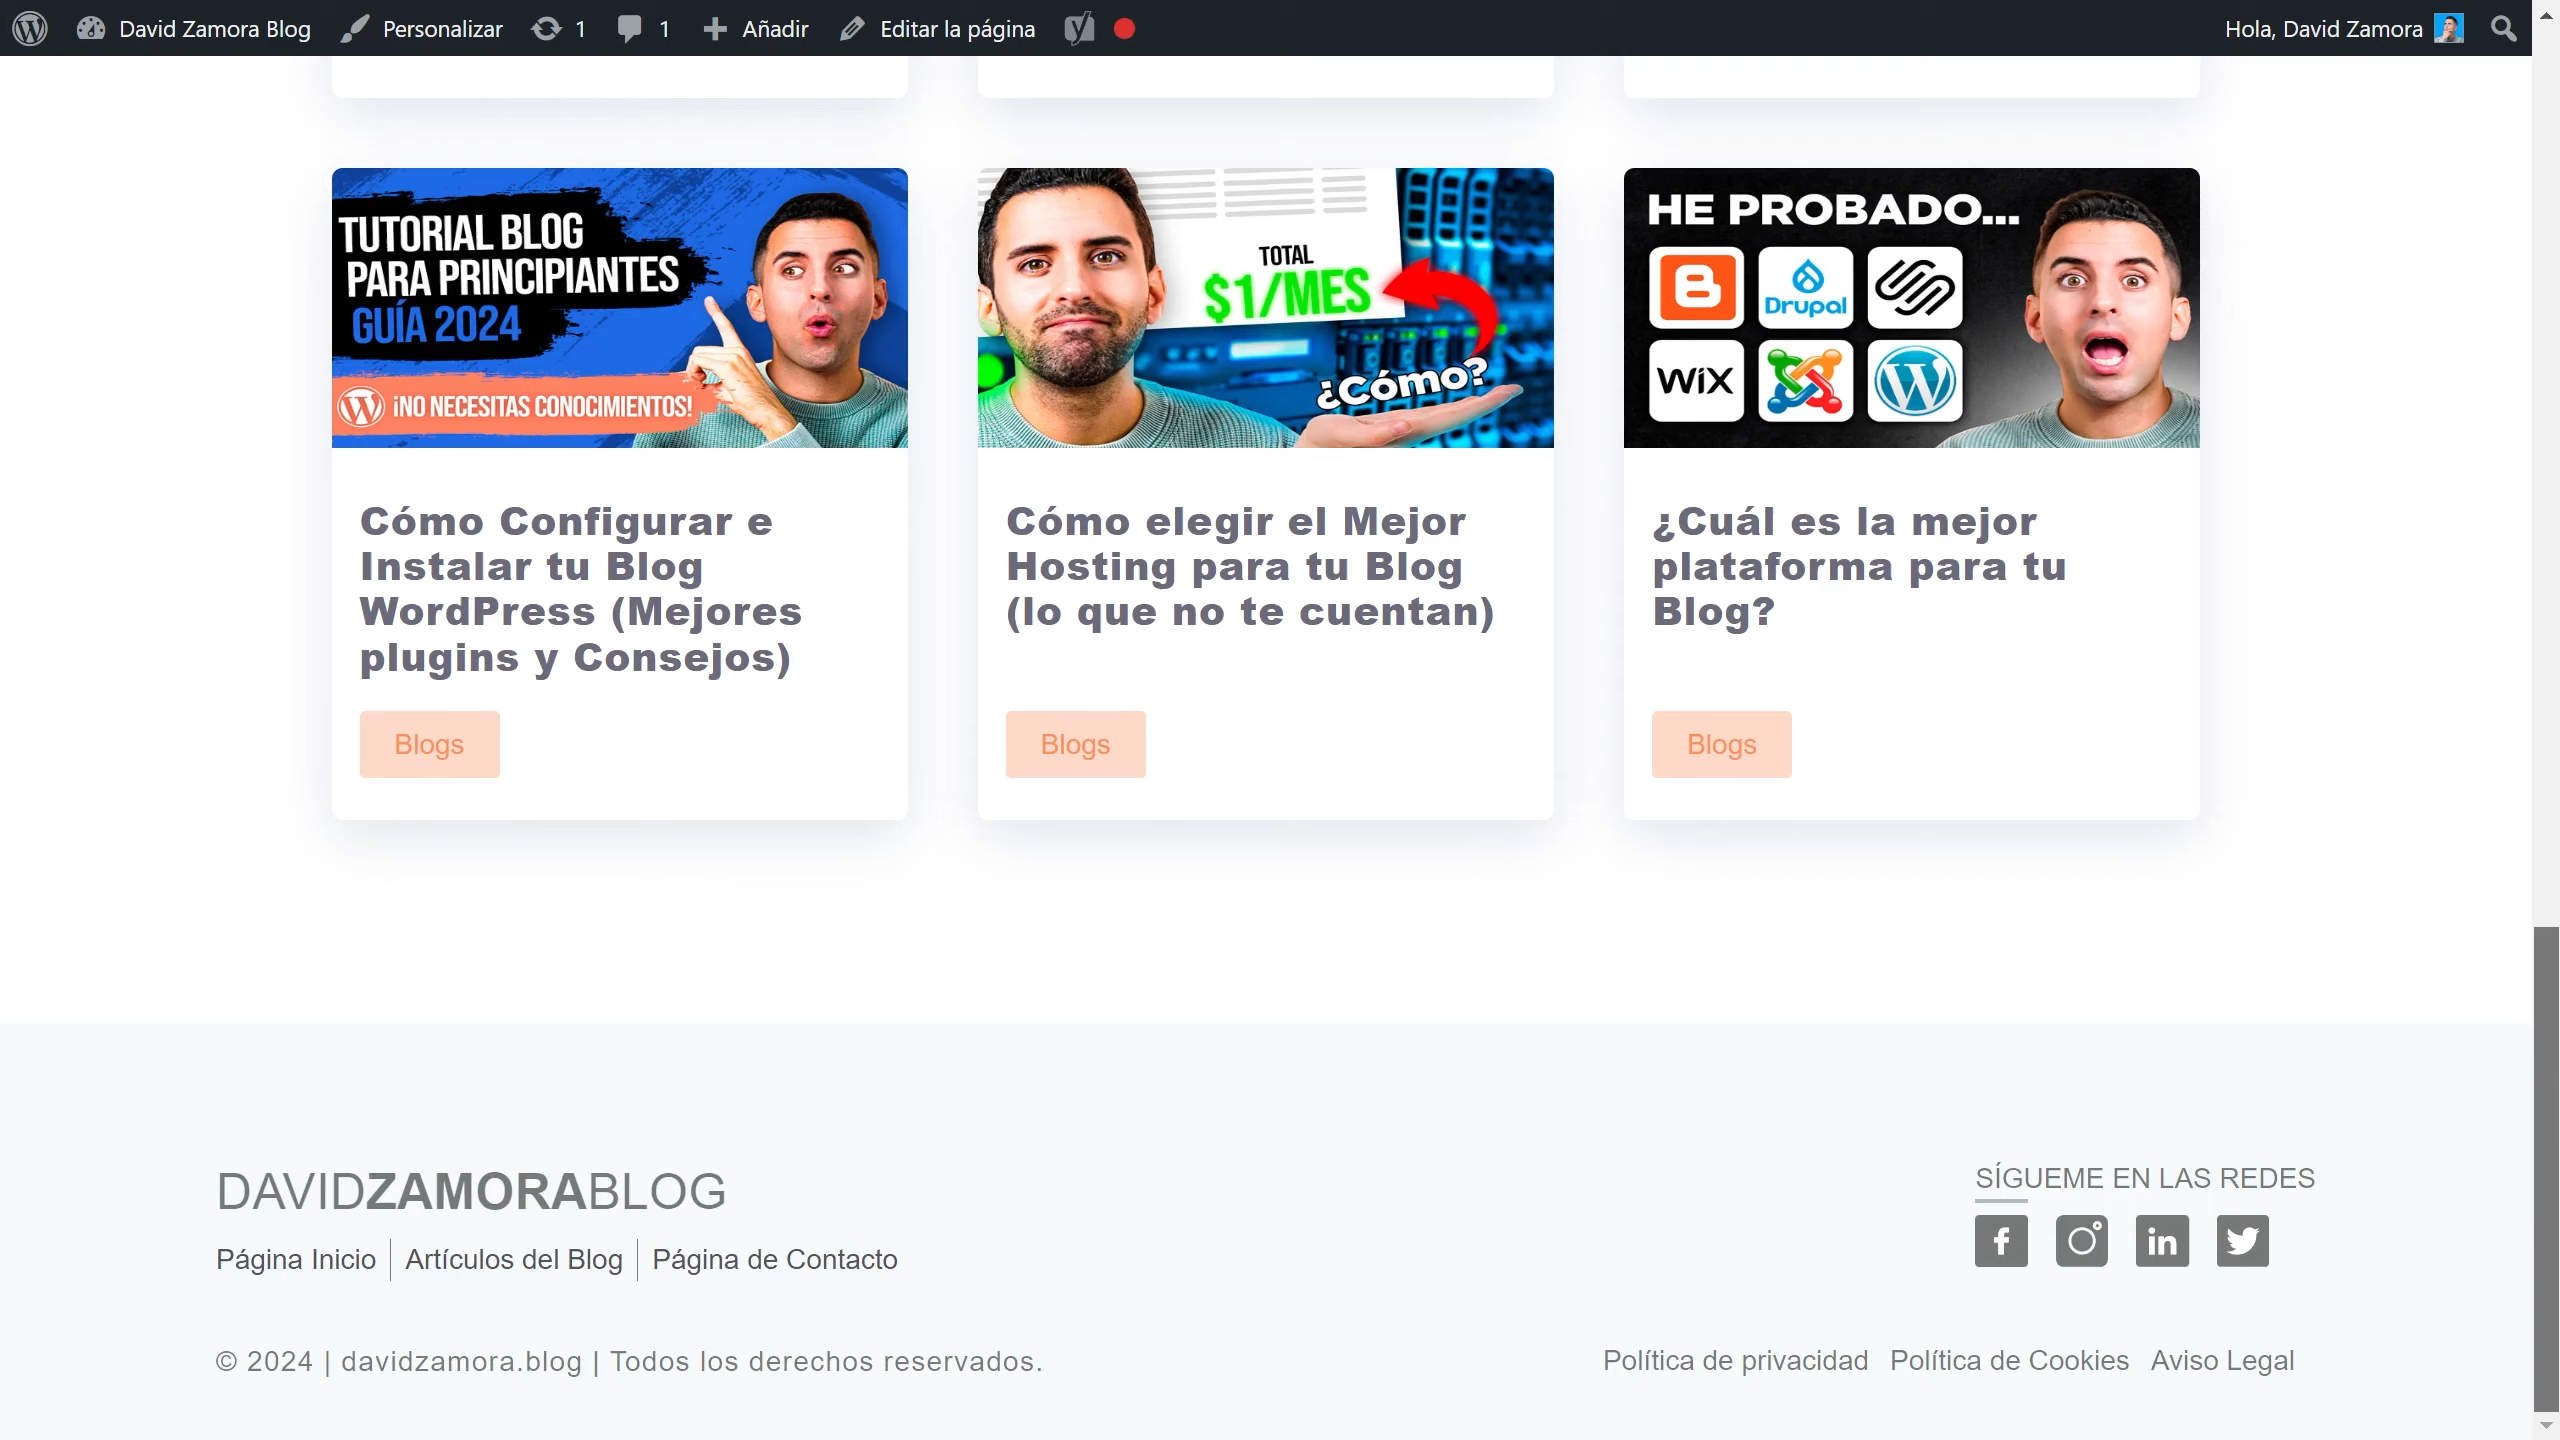 David Zamora Blog
Personalizar
1
1
Añadir
Editar la página
Hola, David Zamora
TUTORIAL BLOG
PARA PRINCIPIANTES
GUÍA 2024
¡NO NECESITAS CONOCIMIENTOS!
TOTAL
$1/MES
¿Cómo?
HE PROBADO...
Drupal
WiX
Cómo Configurar e
Instalar tu Blog
WordPress (Mejores
plugins y Consejos)
Blogs
Cómo elegir el Mejor
Hosting para tu Blog
(lo que no te cuentan)
Blogs
¿Cuál es la mejor
plataforma para tu
Blog?
Blogs
DAVIDZAMORABLOG
Página Inicio
Artículos del Blog
Página de Contacto
SÍGUEME EN LAS REDES
© 2024 | davidzamora.blog | Todos los derechos reservados.
Política de privacidad
Política de Cookies
Aviso Legal